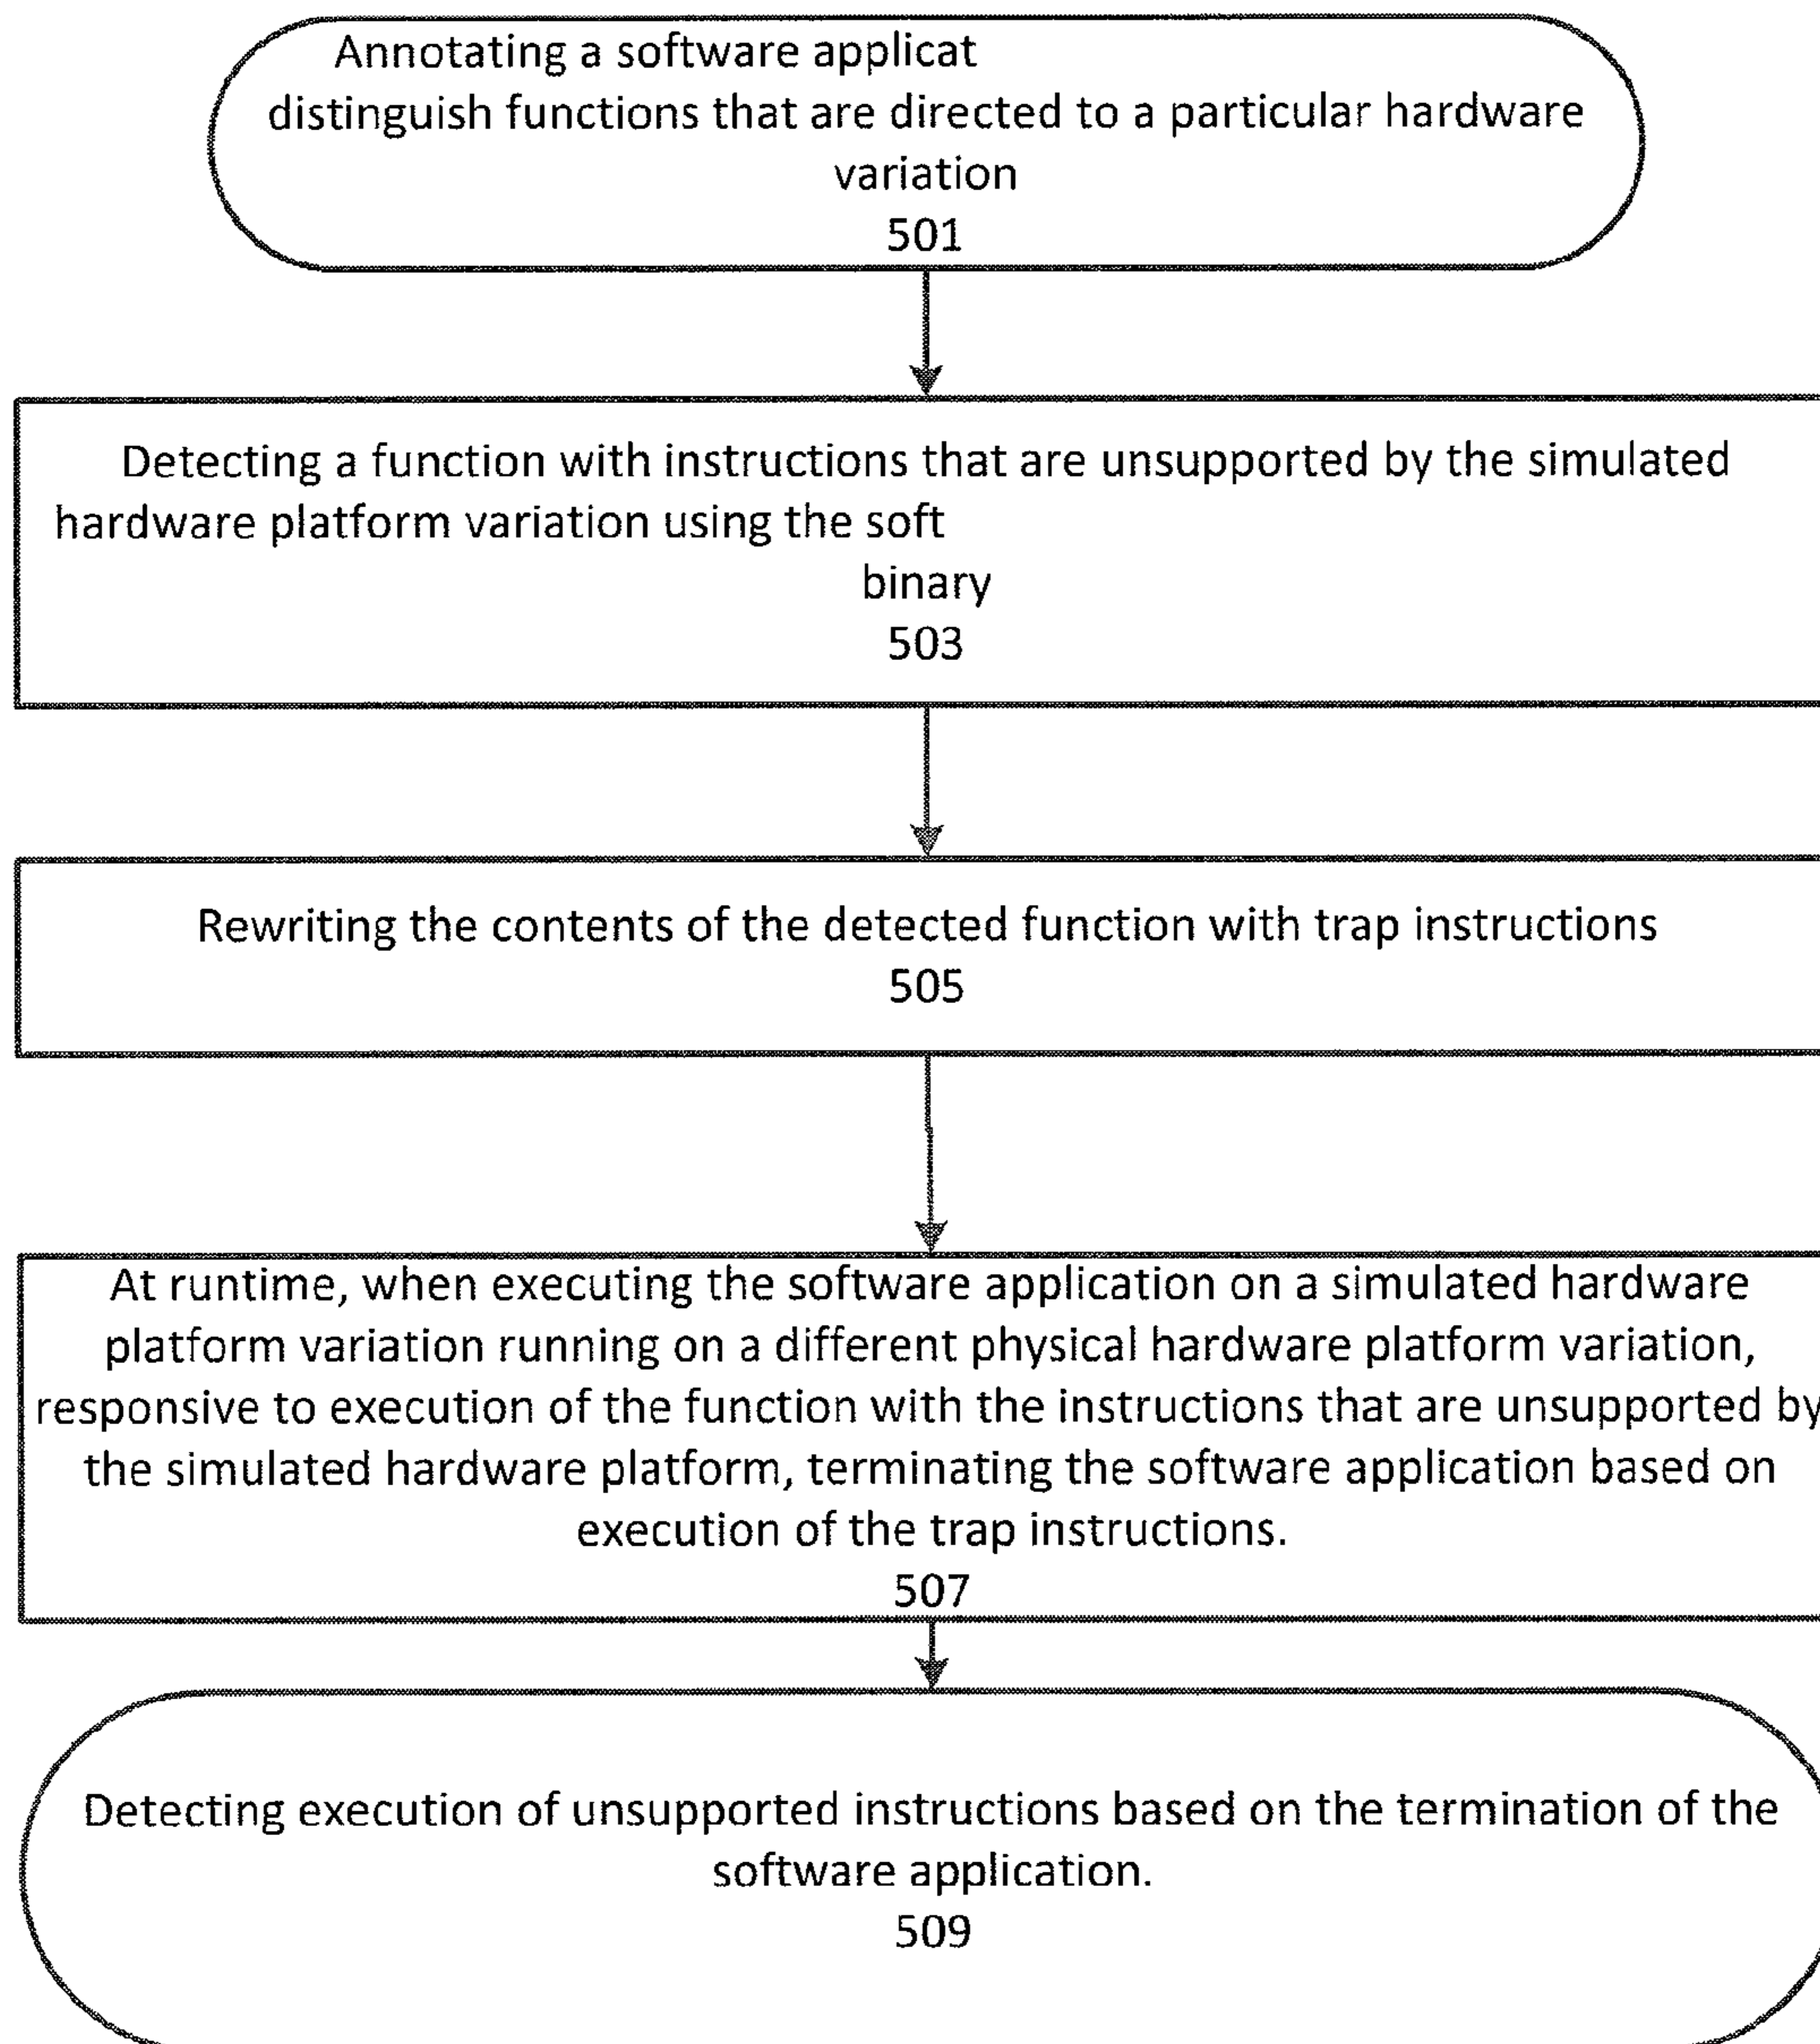 Annotating a software applicat
distinguish functions that are directed to a particular hardware
variation
501
Detecting a function with instructions that are unsupported by the simulated
hardware platform variation using the soft
binary
503
Rewriting the contents of the detected function with trap instructions
505
At runtime, when executing the software application on a simulated hardware
platform variation running on a different physical hardware platform variation,
responsive to execution of the function with the instructions that are unsupported by
the simulated hardware platform, terminating the software application based on
execution of the trap instructions.
507
Detecting execution of unsupported instructions based on the termination of the
software application.
509